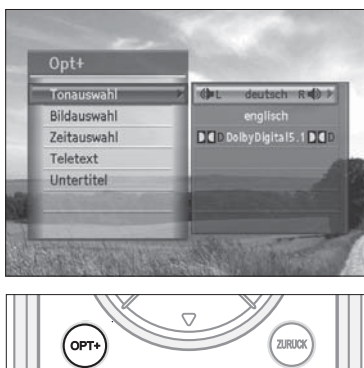 Opt+
Tonauswahl L deutsch R
Bildauswahl englisch
Zeitauswahl DolbyDigital5.1
Teletext
Untertitel
OPT+ ZURÜCK